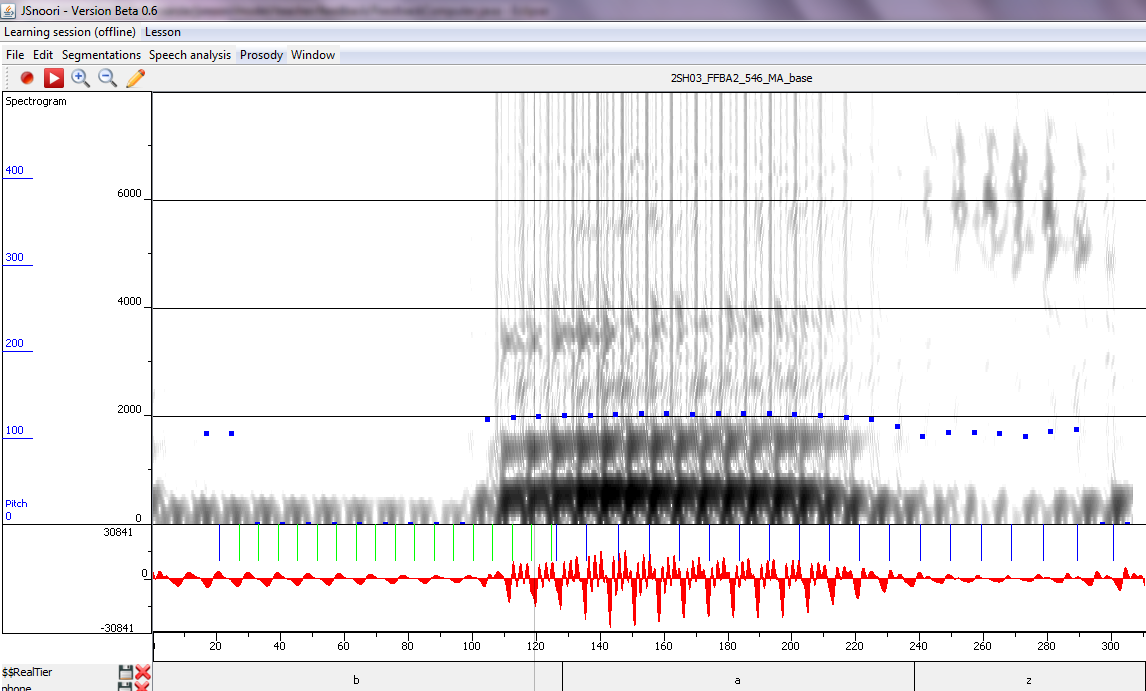 JSnoori - Version Beta 0.6
Learning session (offline) Lesson
File Edit Segmentations Speech analysis Prosody Window
2SH03_FFBA2_546_MA_base
Spectrogram
400
6000
300
4000
200
2000
100
Pitch
0
0
30841
0
-30841
20 40 60 80 100 120 140 160 180 200 220 240 260 280 300
$$RealTier
b a z
phone